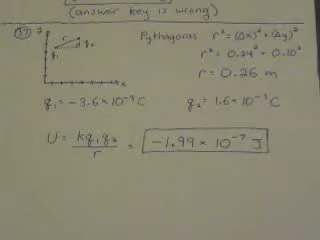 (answer key is wrong)
Pythagoras r² = (Δx)² + (Δy)²
r² = 0.24² + 0.10²
r = 0.26 m
y
r
q₂
q₁
x
q₁ = -3.6 × 10⁻⁹ C
q₂ = 1.6 × 10⁻⁹ C
U = kq₁q₂ / r = -1.99 × 10⁻⁷ J